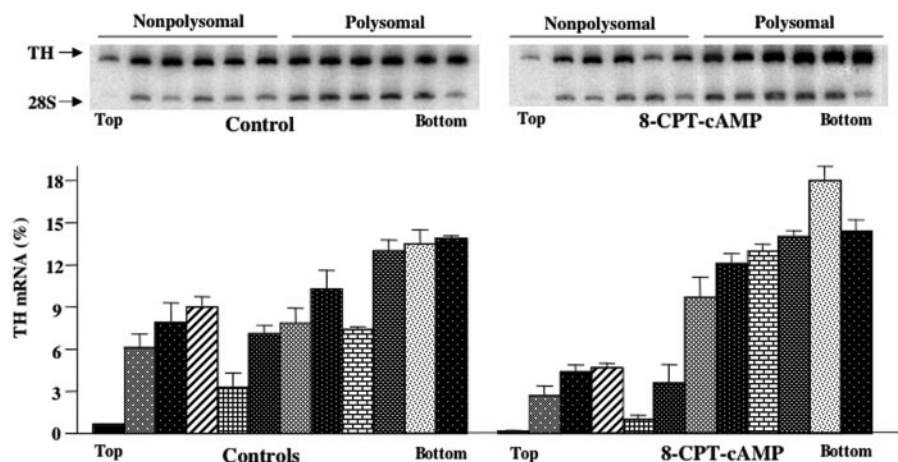 Nonpolysomal Polysomal Nonpolysomal Polysomal
TH
28S
Top Control Bottom Top 8-CPT-cAMP Bottom
TH mRNA (%)
18
15
12
9
6
3
0
Top Controls Bottom Top 8-CPT-cAMP Bottom